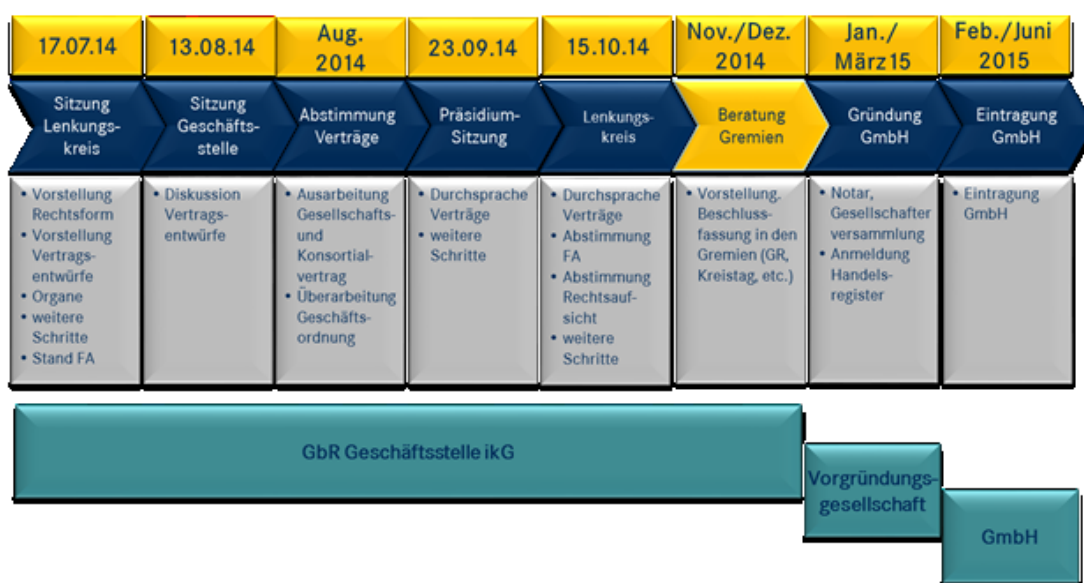 17.07.14
13.08.14
Aug.
2014
23.09.14
15.10.14
Nov./Dez.
2014
Jan./
März 15
Feb./Juni
2015
Sitzung
Lenkungs-
kreis
Sitzung
Geschäfts-
stelle
Abstimmung
Verträge
Präsidium-
Sitzung
Lenkungs-
kreis
Beratung
Gremien
Gründung
GmbH
Eintragung
GmbH
• Vorstellung
Rechtsform
• Vorstellung
Vertrags-
entwürfe
• Organe
• weitere
Schritte
• Stand FA
• Diskussion
Vertrags-
entwürfe
• Ausarbeitung
Gesellschafts-
und
Konsortial-
vertrag
• Überarbeitung
Geschäfts-
ordnung
• Durchsprache
Verträge
• weitere
Schritte
• Durchsprache
Verträge
• Abstimmung
FA
• Abstimmung
Rechtsauf-
sicht
• weitere
Schritte
• Vorstellung.
Beschluss-
fassung in den
Gremien (GR,
Kreistag, etc.)
• Notar,
Gesellschafter
versammlung
• Anmeldung
Handels-
register
• Eintragung
GmbH
GbR Geschäftsstelle ikG
Vorgründungs-
gesellschaft
GmbH